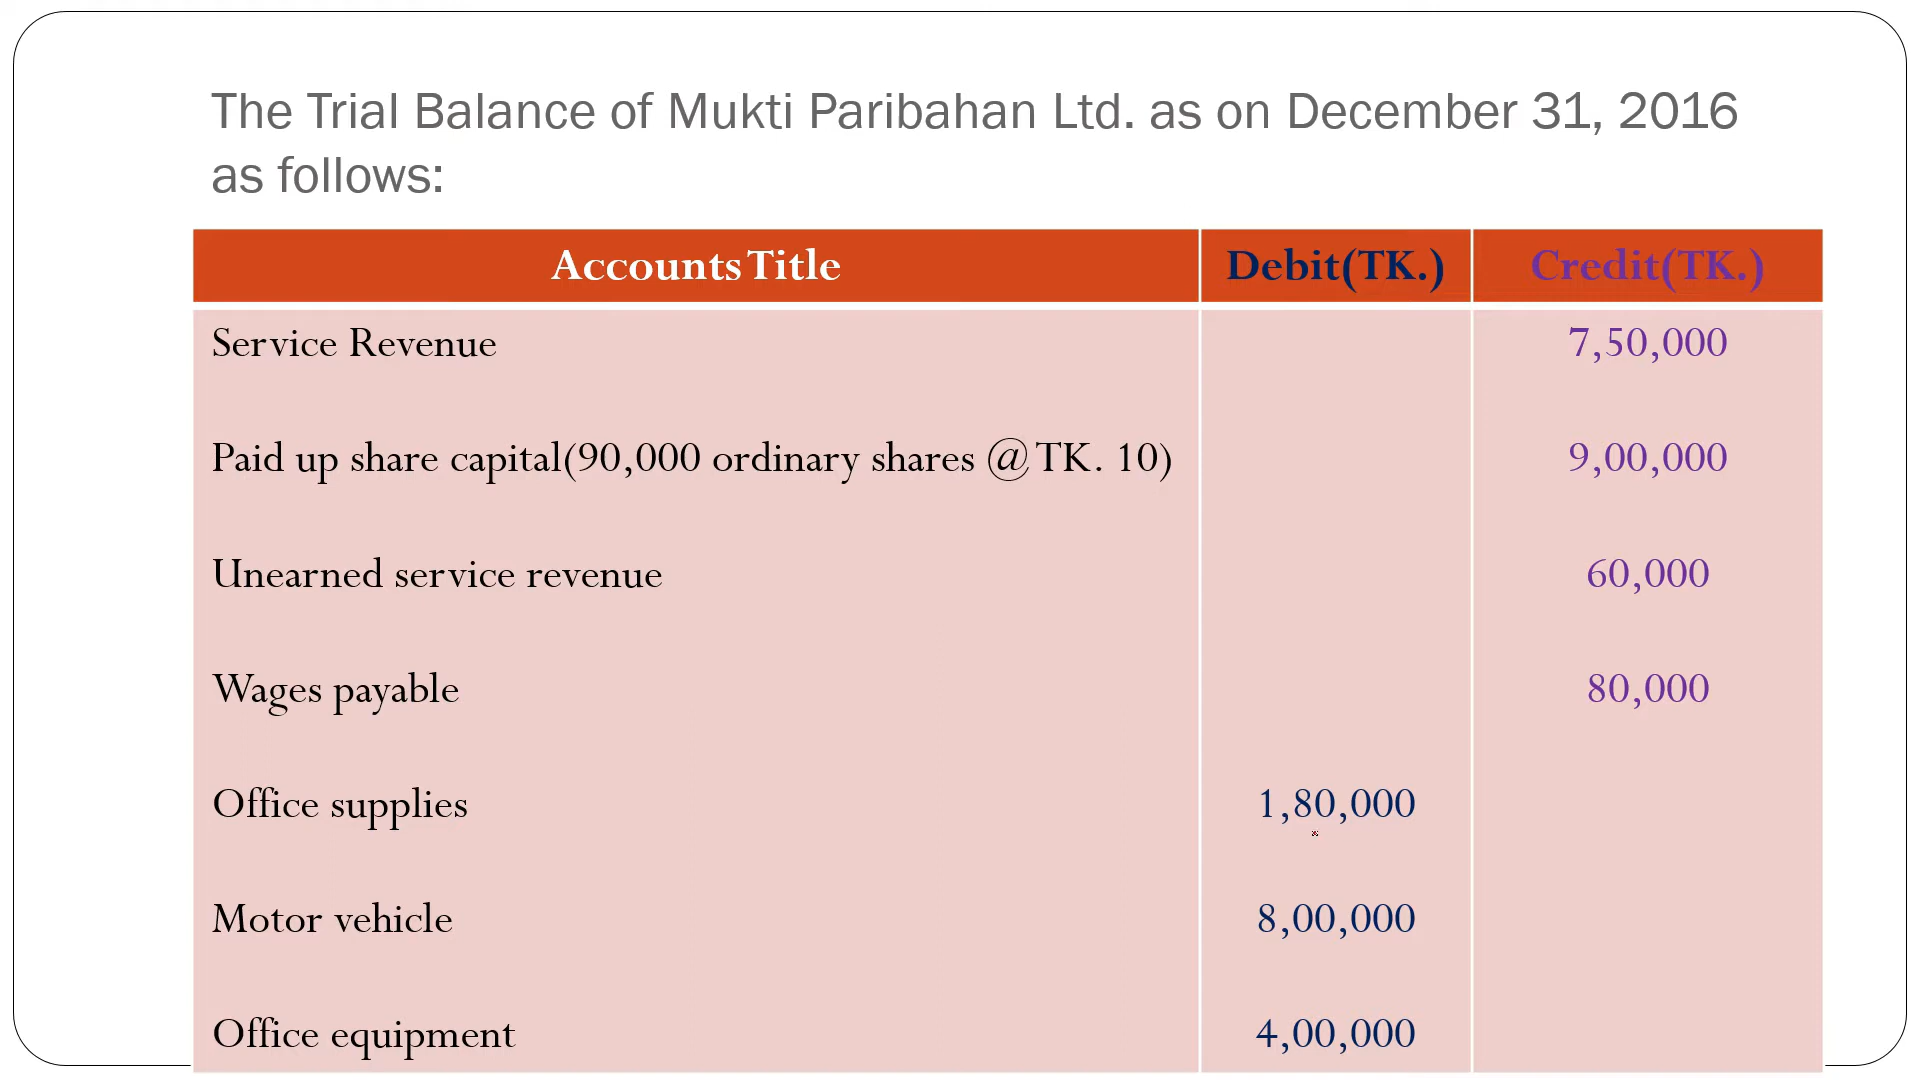 The Trial Balance of Mukti Paribahan Ltd. as on December 31, 2016
as follows:
Accounts Title Debit(TK.) Credit(TK.)
Service Revenue 7,50,000
Paid up share capital(90,000 ordinary shares @ TK. 10) 9,00,000
Unearned service revenue 60,000
Wages payable 80,000
Office supplies 1,80,000
Motor vehicle 8,00,000
Office equipment 4,00,000